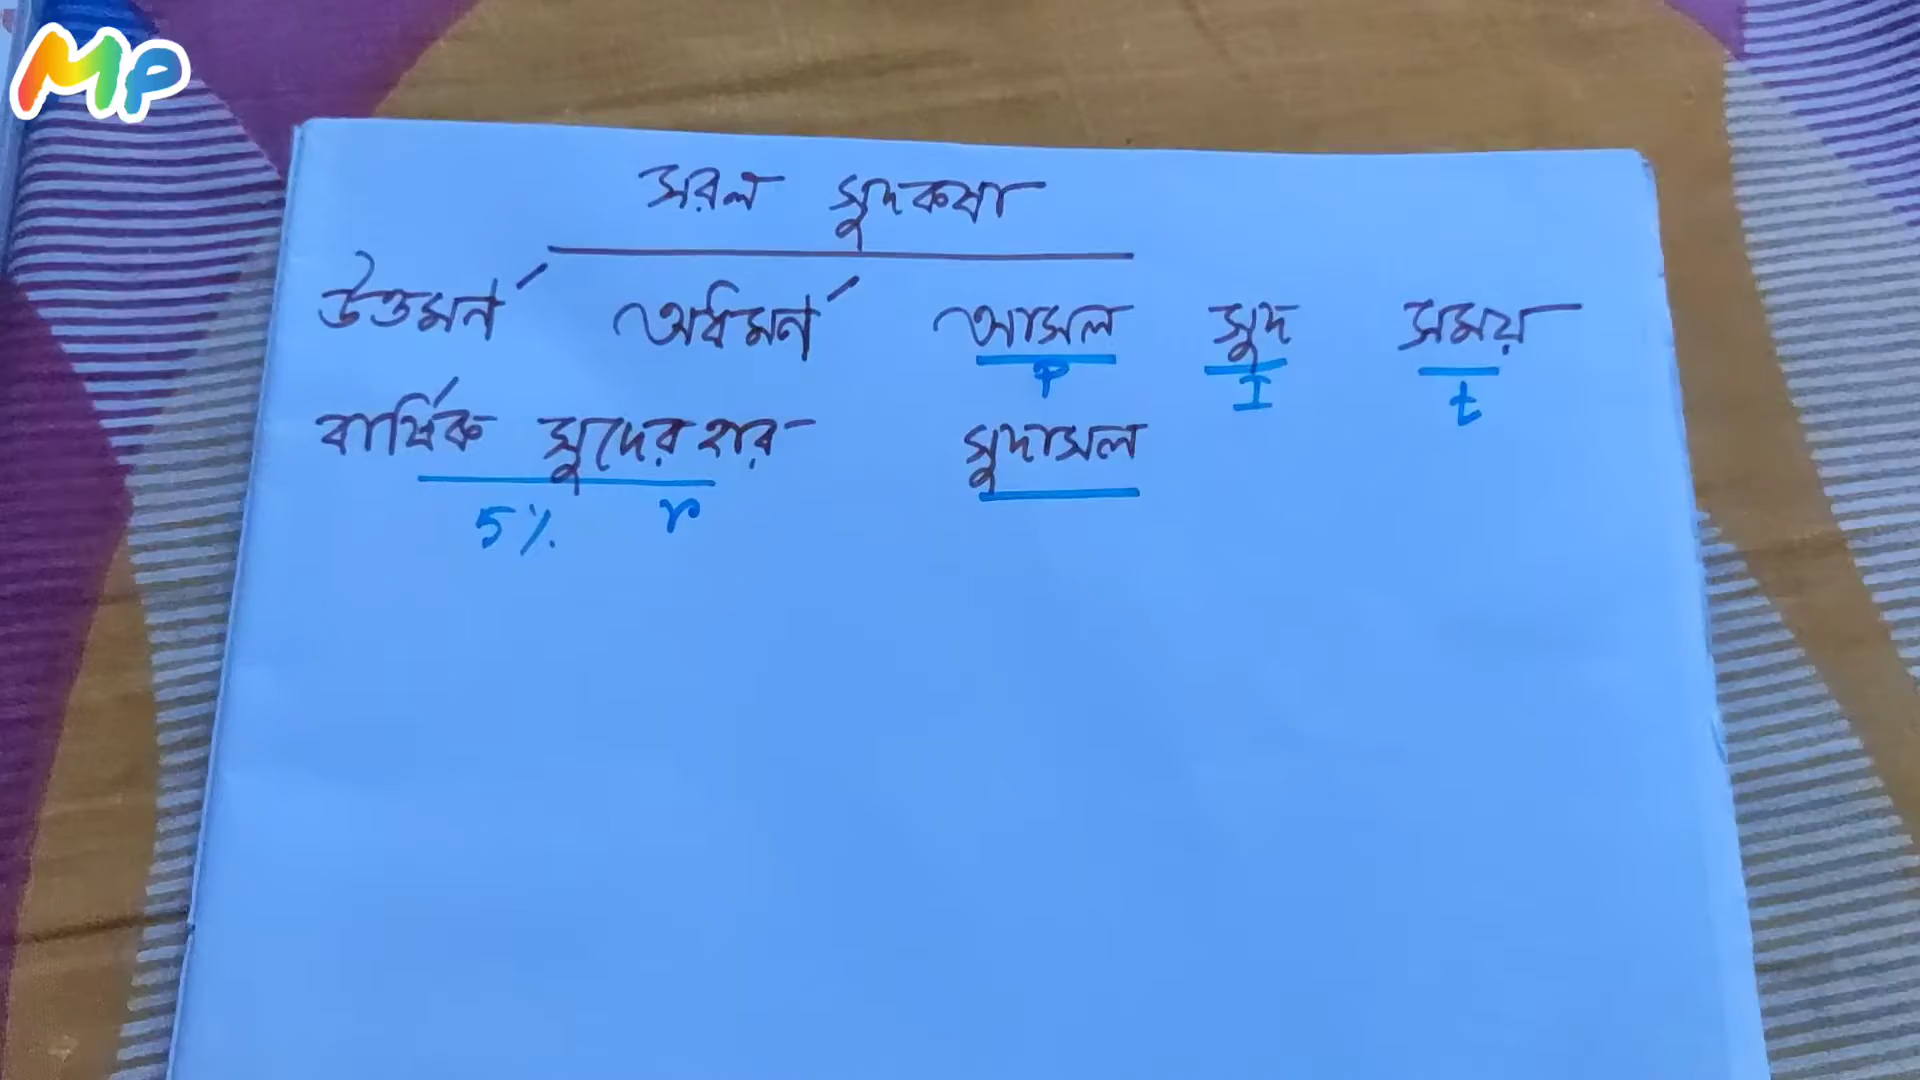 MP
সরল সুদকষা
উত্তমর্ণ অধমর্ণ আসল সুদ সময়
P I t
বার্ষিক সুদের হার সুদাসল
5% r